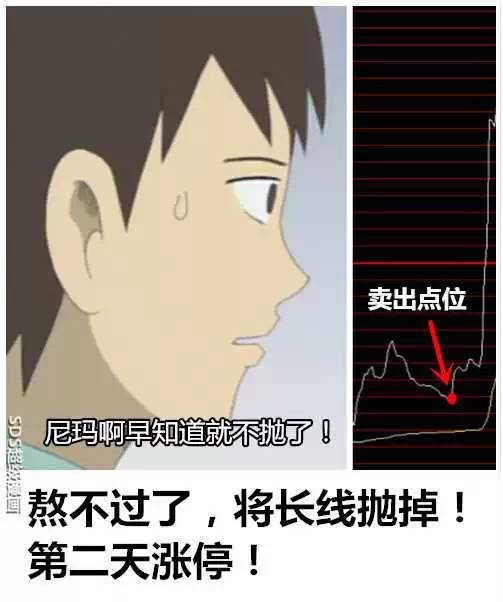 卖出点位
尼玛啊早知道就不抛了！
熬不过了，将长线抛掉！
第二天涨停！